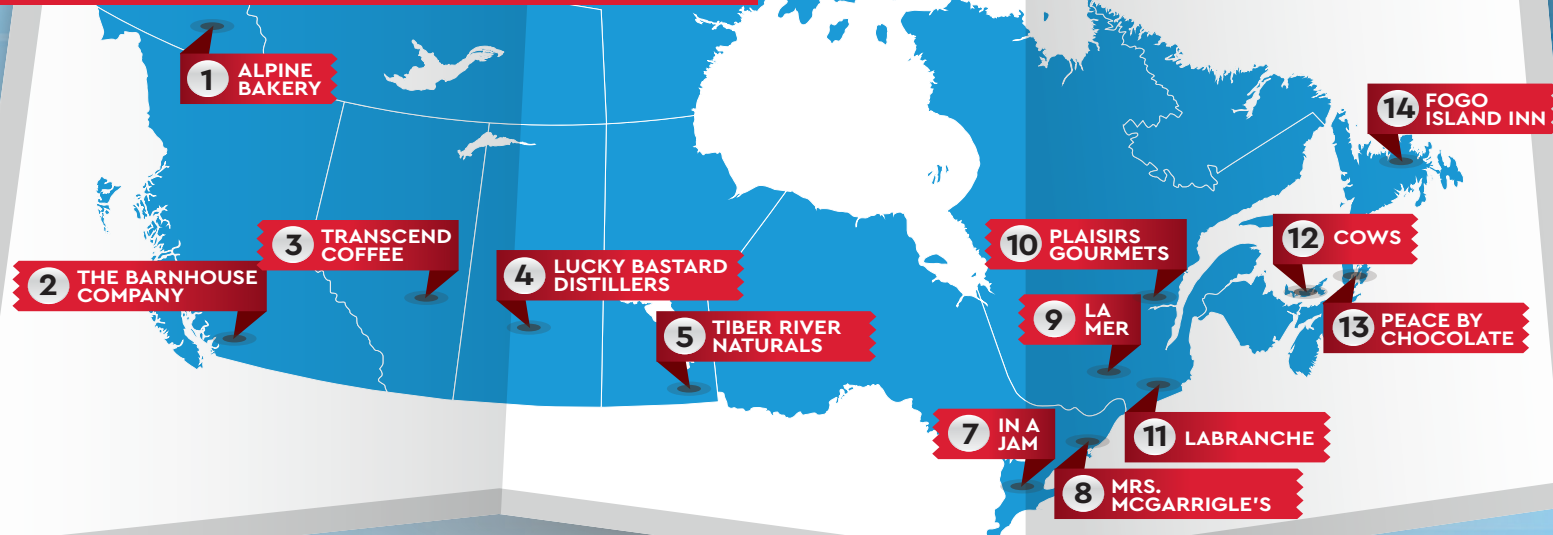 1
ALPINE
BAKERY
2
THE BARNHOUSE
COMPANY
3
TRANSCEND
COFFEE
4
LUCKY BASTARD
DISTILLERS
5
TIBER RIVER
NATURALS
7
IN A
JAM
8
MRS.
MCGARRIGLE'S
9
LA
MER
10
PLAISIRS
GOURMETS
11
LABRANCHE
12
COWS
13
PEACE BY
CHOCOLATE
14
FOGO
ISLAND INN